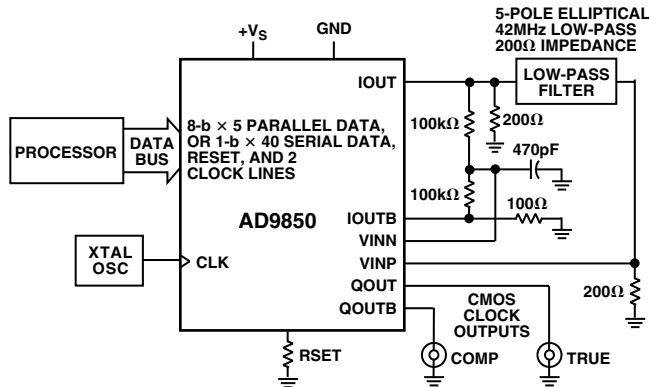 5-POLE ELLIPTICAL
42MHz LOW-PASS
200Ω IMPEDANCE
+VS
GND
IOUT
LOW-PASS
FILTER
100kΩ
200Ω
470pF
8-b × 5 PARALLEL DATA,
OR 1-b × 40 SERIAL DATA,
RESET, AND 2
CLOCK LINES
PROCESSOR
DATA
BUS
100kΩ
100Ω
AD9850
IOUTB
VINN
XTAL
OSC
CLK
VINP
QOUT
QOUTB
CMOS
CLOCK
OUTPUTS
200Ω
RSET
COMP
TRUE